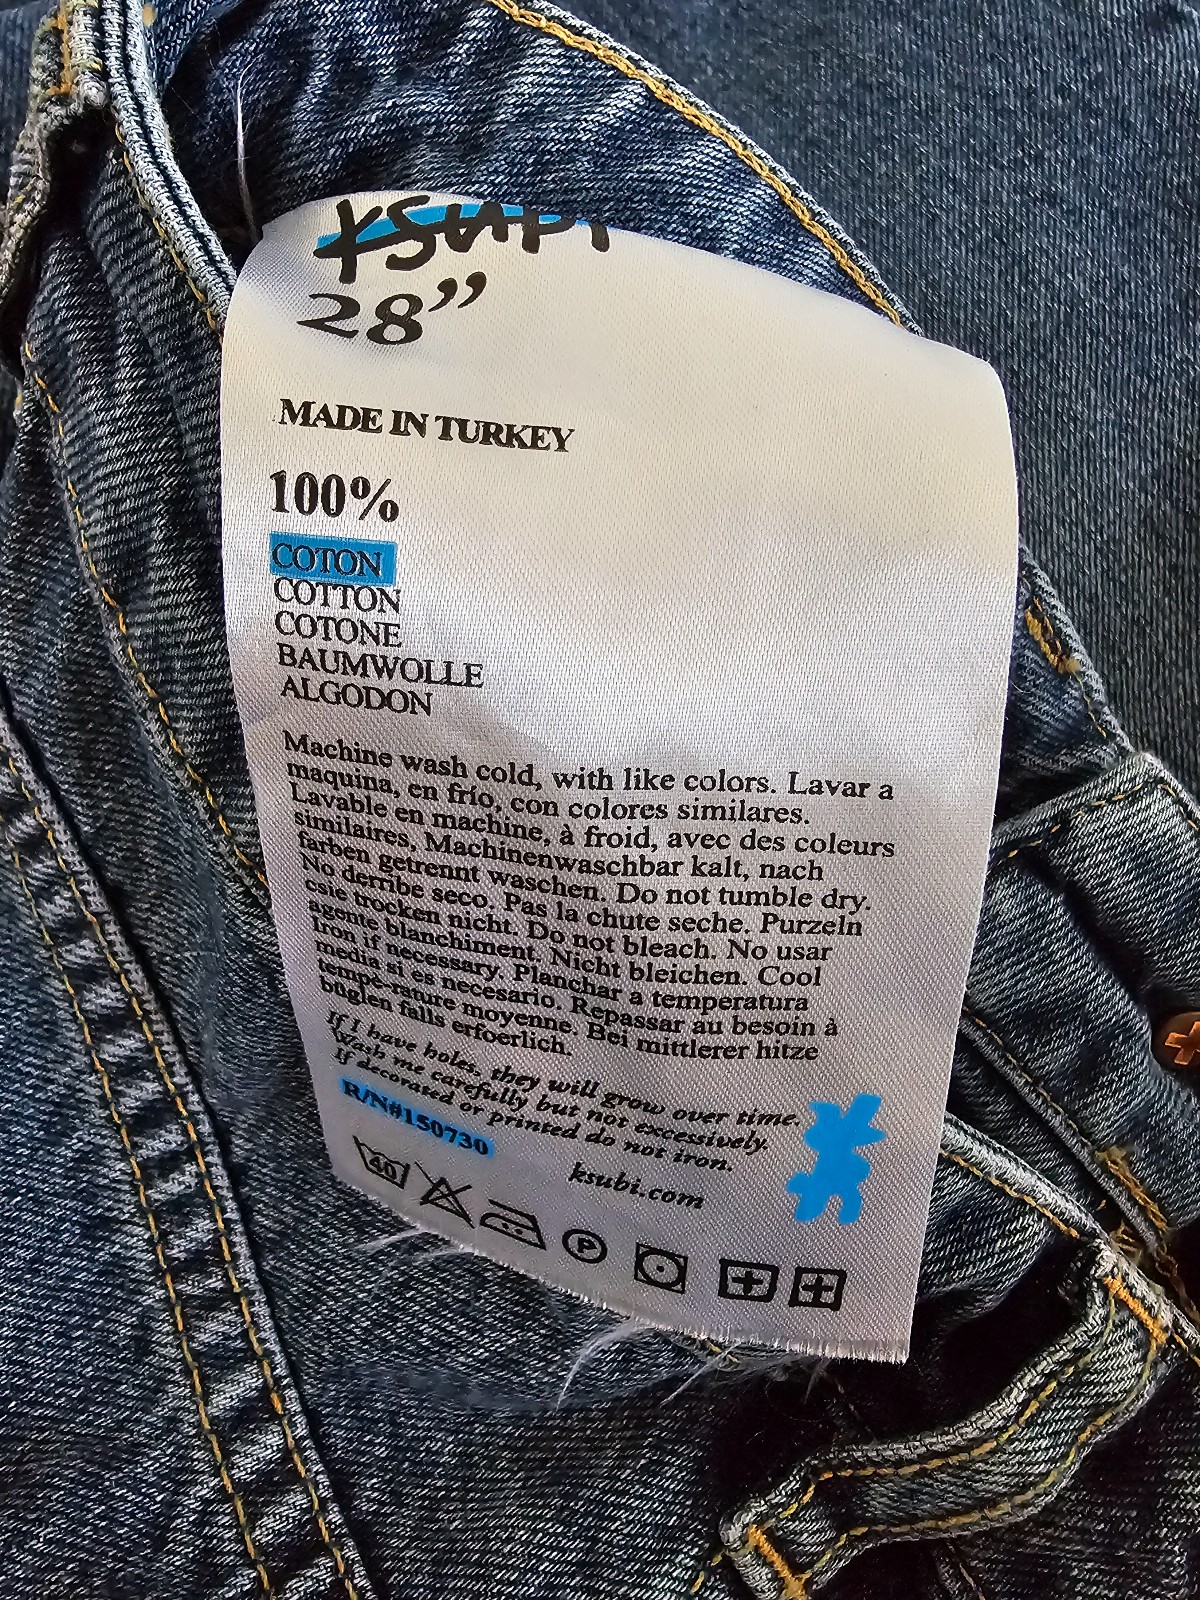 KSUBI
28”
MADE IN TURKEY
100%
COTON
COTTON
COTONE
BAUMWOLLE
ALGODON
Machine wash cold, with like colors. Lavar a
maquina, en frío, con colores similares.
Lavable en machine, à froid, avec des couleurs
similaires, Machinenwaschbar kalt, nach
farben getrennt waschen. Do not tumble dry.
No derribe seco. Pas la chute seche. Purzeln
csie trocken nicht. Do not bleach. No usar
agente blanchiment. Nicht bleichen. Cool
Iron if necessary. Planchar a temperatura
media si es necesario. Repassar au besoin à
tempe-rature moyenne. Bei mittlerer hitze
büglen falls erfoerlich.
If I have holes, they will grow over time.
Wash me carefully but not excessively.
If decorated or printed do not iron.
R/N#150730
ksubi.com
40
P